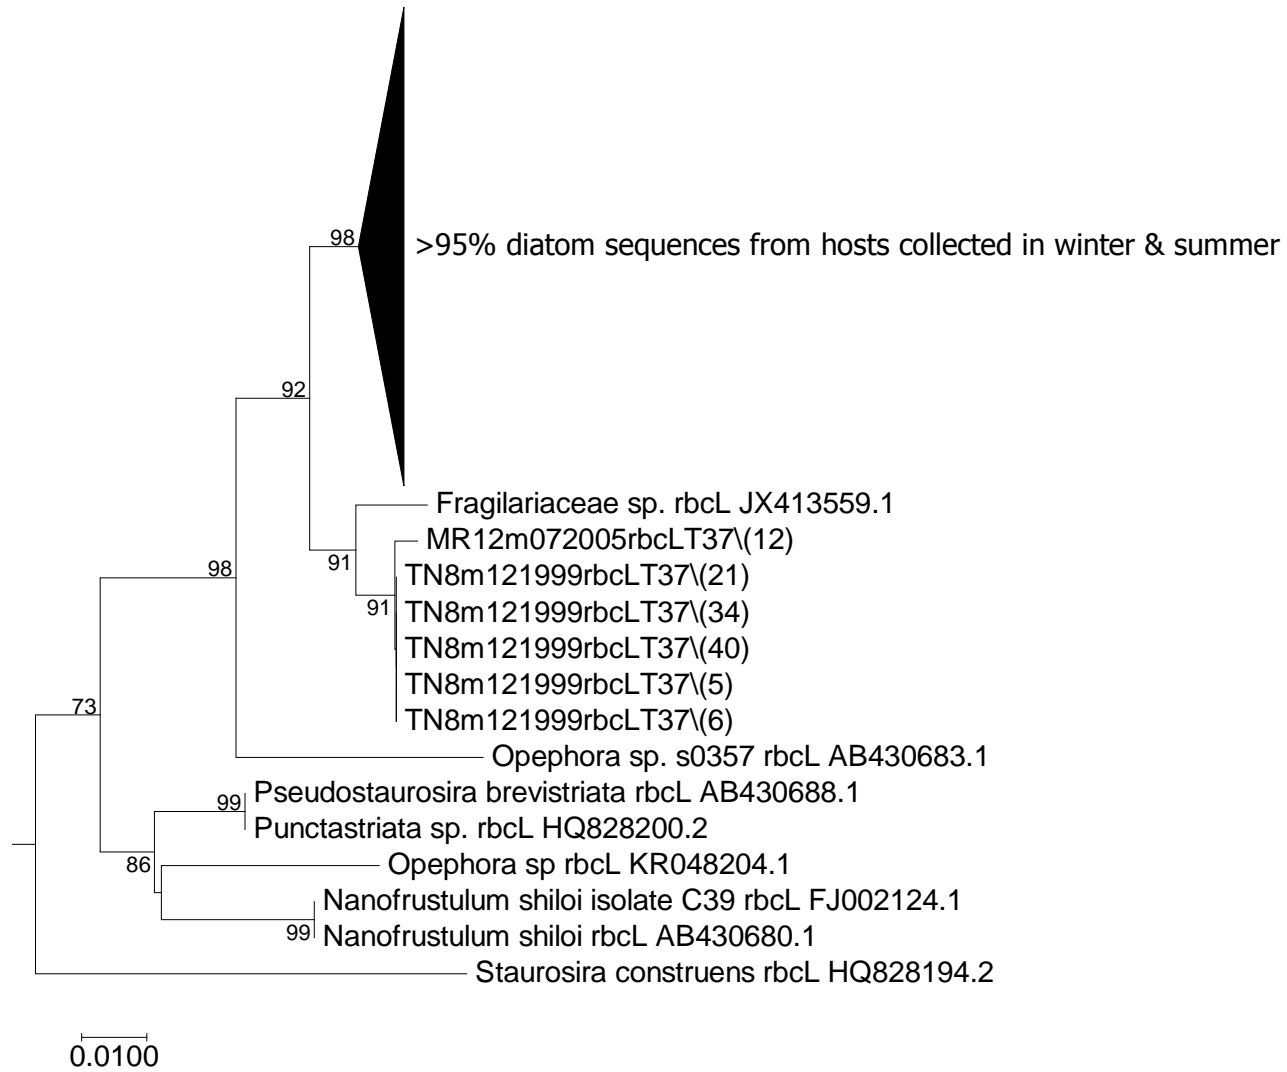 98
>95% diatom sequences from hosts collected in winter & summer
92
Fragilariaceae sp. rbcL JX413559.1
MR12m072005rbcLT37\(12)
91
98
TN8m121999rbcLT37\(21)
91
TN8m121999rbcLT37\(34)
TN8m121999rbcLT37\(40)
TN8m121999rbcLT37\(5)
73
TN8m121999rbcLT37\(6)
Opephora sp. s0357 rbcL AB430683.1
99
Pseudostaurosira brevistriata rbcL AB430688.1
Punctastriata sp. rbcL HQ828200.2
86
Opephora sp rbcL KR048204.1
Nanofrustulum shiloi isolate C39 rbcL FJ002124.1
99
Nanofrustulum shiloi rbcL AB430680.1
Staurosira construens rbcL HQ828194.2
0.0100